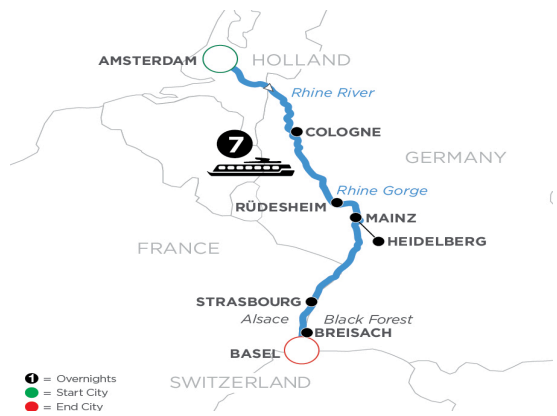 AMSTERDAM
HOLLAND
Rhine River
COLOGNE
7
GERMANY
Rhine Gorge
RÜDESHEIM
MAINZ
HEIDELBERG
FRANCE
STRASBOURG
Alsace
Black Forest
BREISACH
BASEL
1 = Overnights
SWITZERLAND
= Start City
= End City